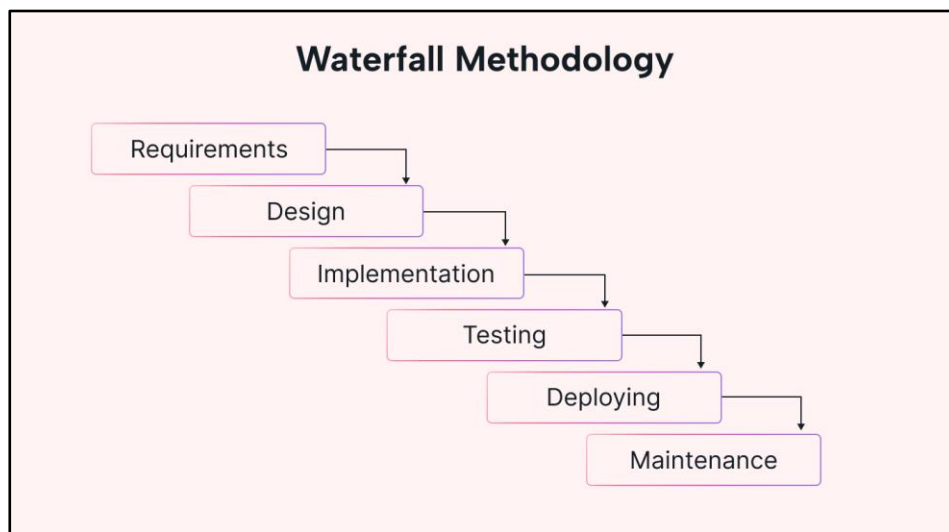 Waterfall Methodology
Requirements
Design
Implementation
Testing
Deploying
Maintenance